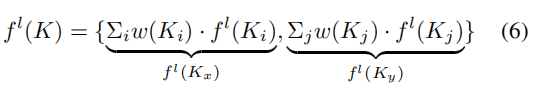 f^l(K) = {Σ_i w(K_i) · f^l(K_i), Σ_j w(K_j) · f^l(K_j)} (6)
f^l(K_x) f^l(K_y)